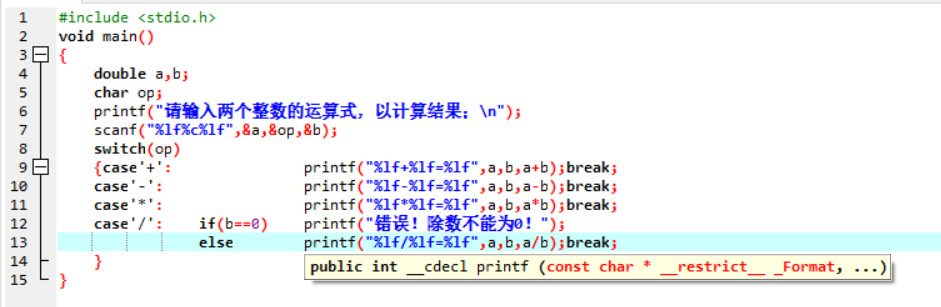 1 #include <stdio.h>
2 void main()
3 {
4 double a,b;
5 char op;
6 printf("请输入两个整数的运算式，以计算结果；\n");
7 scanf("%lf%c%lf",&a,&op,&b);
8 switch(op)
9 {case'+': printf("%lf+%lf=%lf",a,b,a+b);break;
10 case'-': printf("%lf-%lf=%lf",a,b,a-b);break;
11 case'*': printf("%lf*%lf=%lf",a,b,a*b);break;
12 case'/': if(b==0) printf("错误！除数不能为0！");
13 else printf("%lf/%lf=%lf",a,b,a/b);break;
14 }
public int __cdecl printf (const char * __restrict__ _Format, ...)
15 }